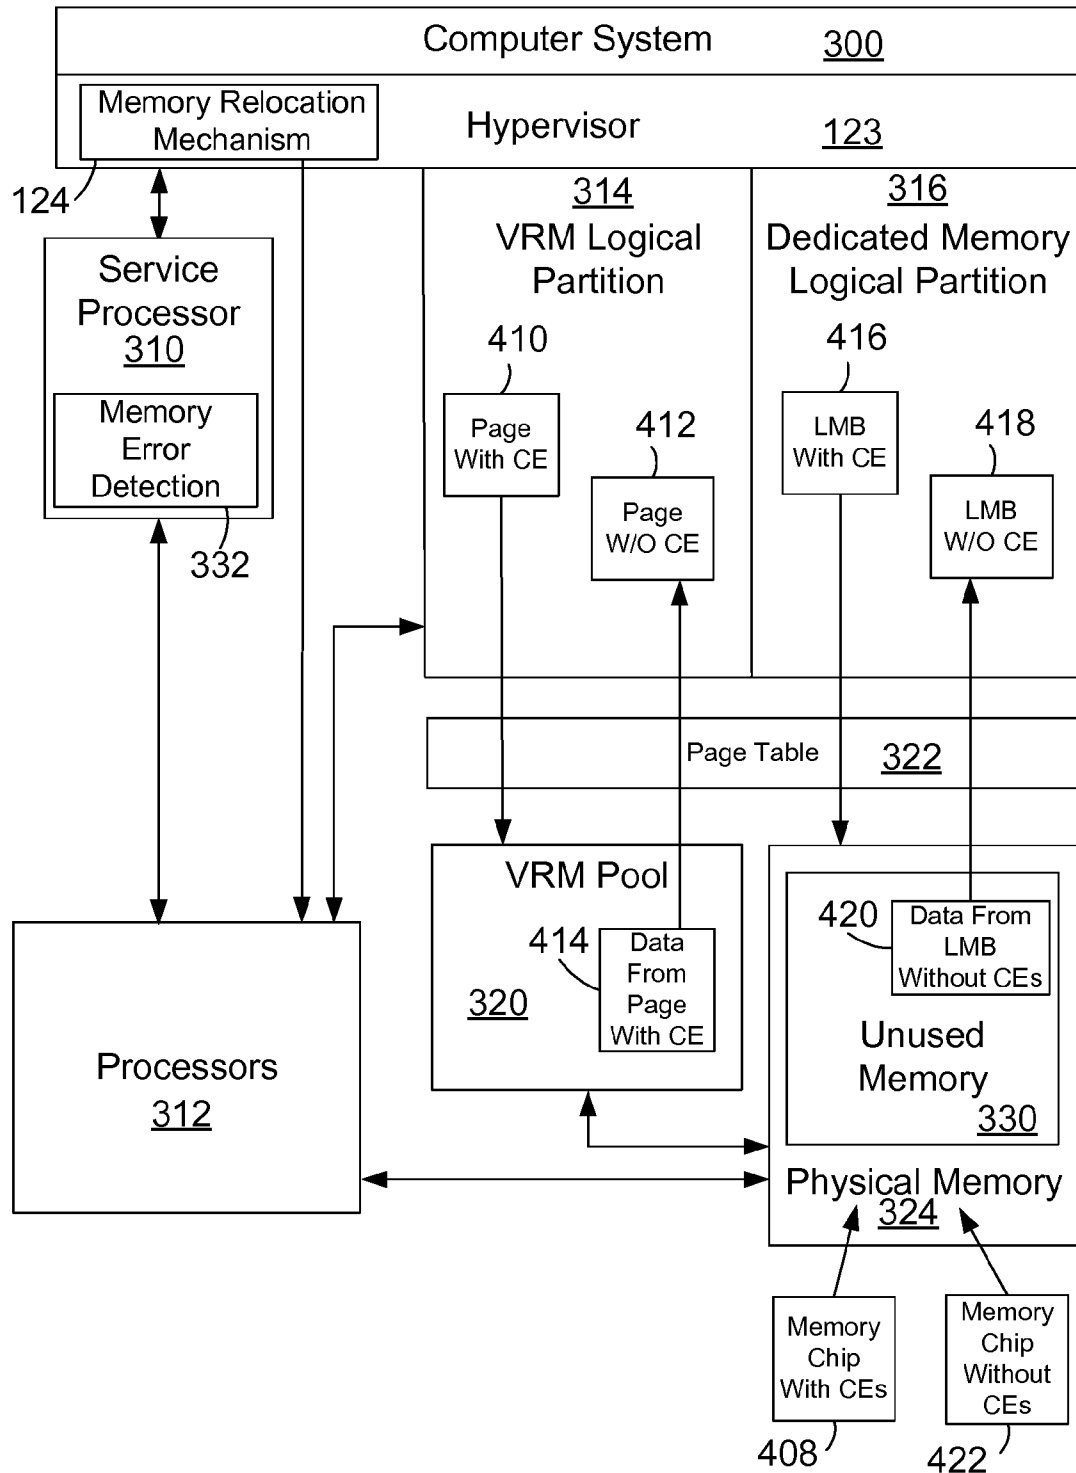 Computer System 300
Memory Relocation
Mechanism
Hypervisor 123
124
314
VRM Logical
Partition
316
Dedicated Memory
Logical Partition
Service
Processor
310
Memory
Error
Detection
332
410
Page
With CE
412
Page
W/O CE
416
LMB
With CE
418
LMB
W/O CE
Page Table 322
VRM Pool
414
Data
From
Page
With CE
320
420
Data From
LMB
Without CEs
Unused
Memory
330
Processors
312
Physical Memory
324
Memory
Chip
With CEs
408
Memory
Chip
Without
CEs
422